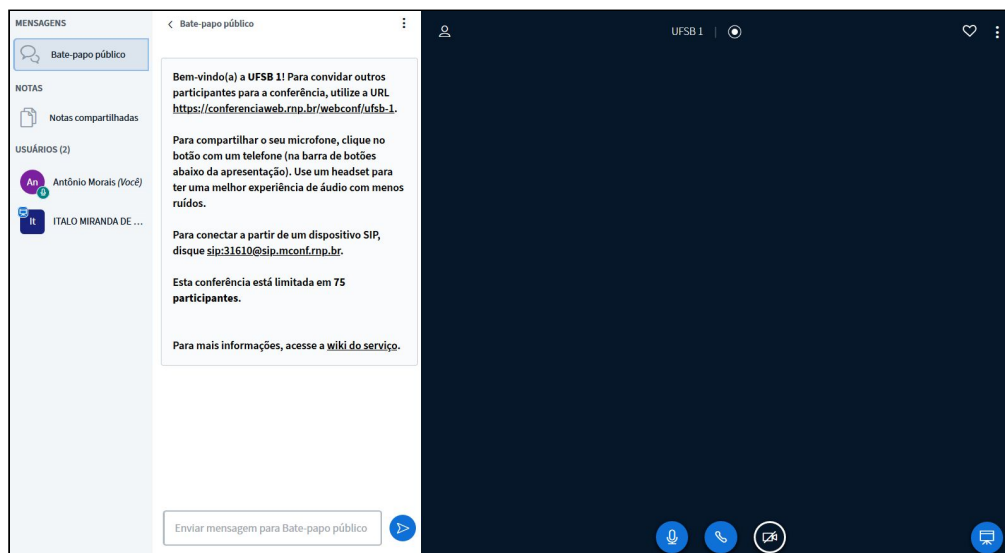 MENSAGENS
Bate-papo público
NOTAS
Notas compartilhadas
USUÁRIOS (2)
An
Antônio Morais (Você)
It
ITALO MIRANDA DE ...
Bate-papo público
Bem-vindo(a) a UFSB 1! Para convidar outros
participantes para a conferência, utilize a URL
https://conferenciaweb.rnp.br/webconf/ufsb-1.
Para compartilhar o seu microfone, clique no
botão com um telefone (na barra de botões
abaixo da apresentação). Use um headset para
ter uma melhor experiência de áudio com menos
ruídos.
Para conectar a partir de um dispositivo SIP,
disque sip:31610@sip.mconf.rnp.br.
Esta conferência está limitada em 75
participantes.
Para mais informações, acesse a wiki do serviço.
Enviar mensagem para Bate-papo público
UFSB 1